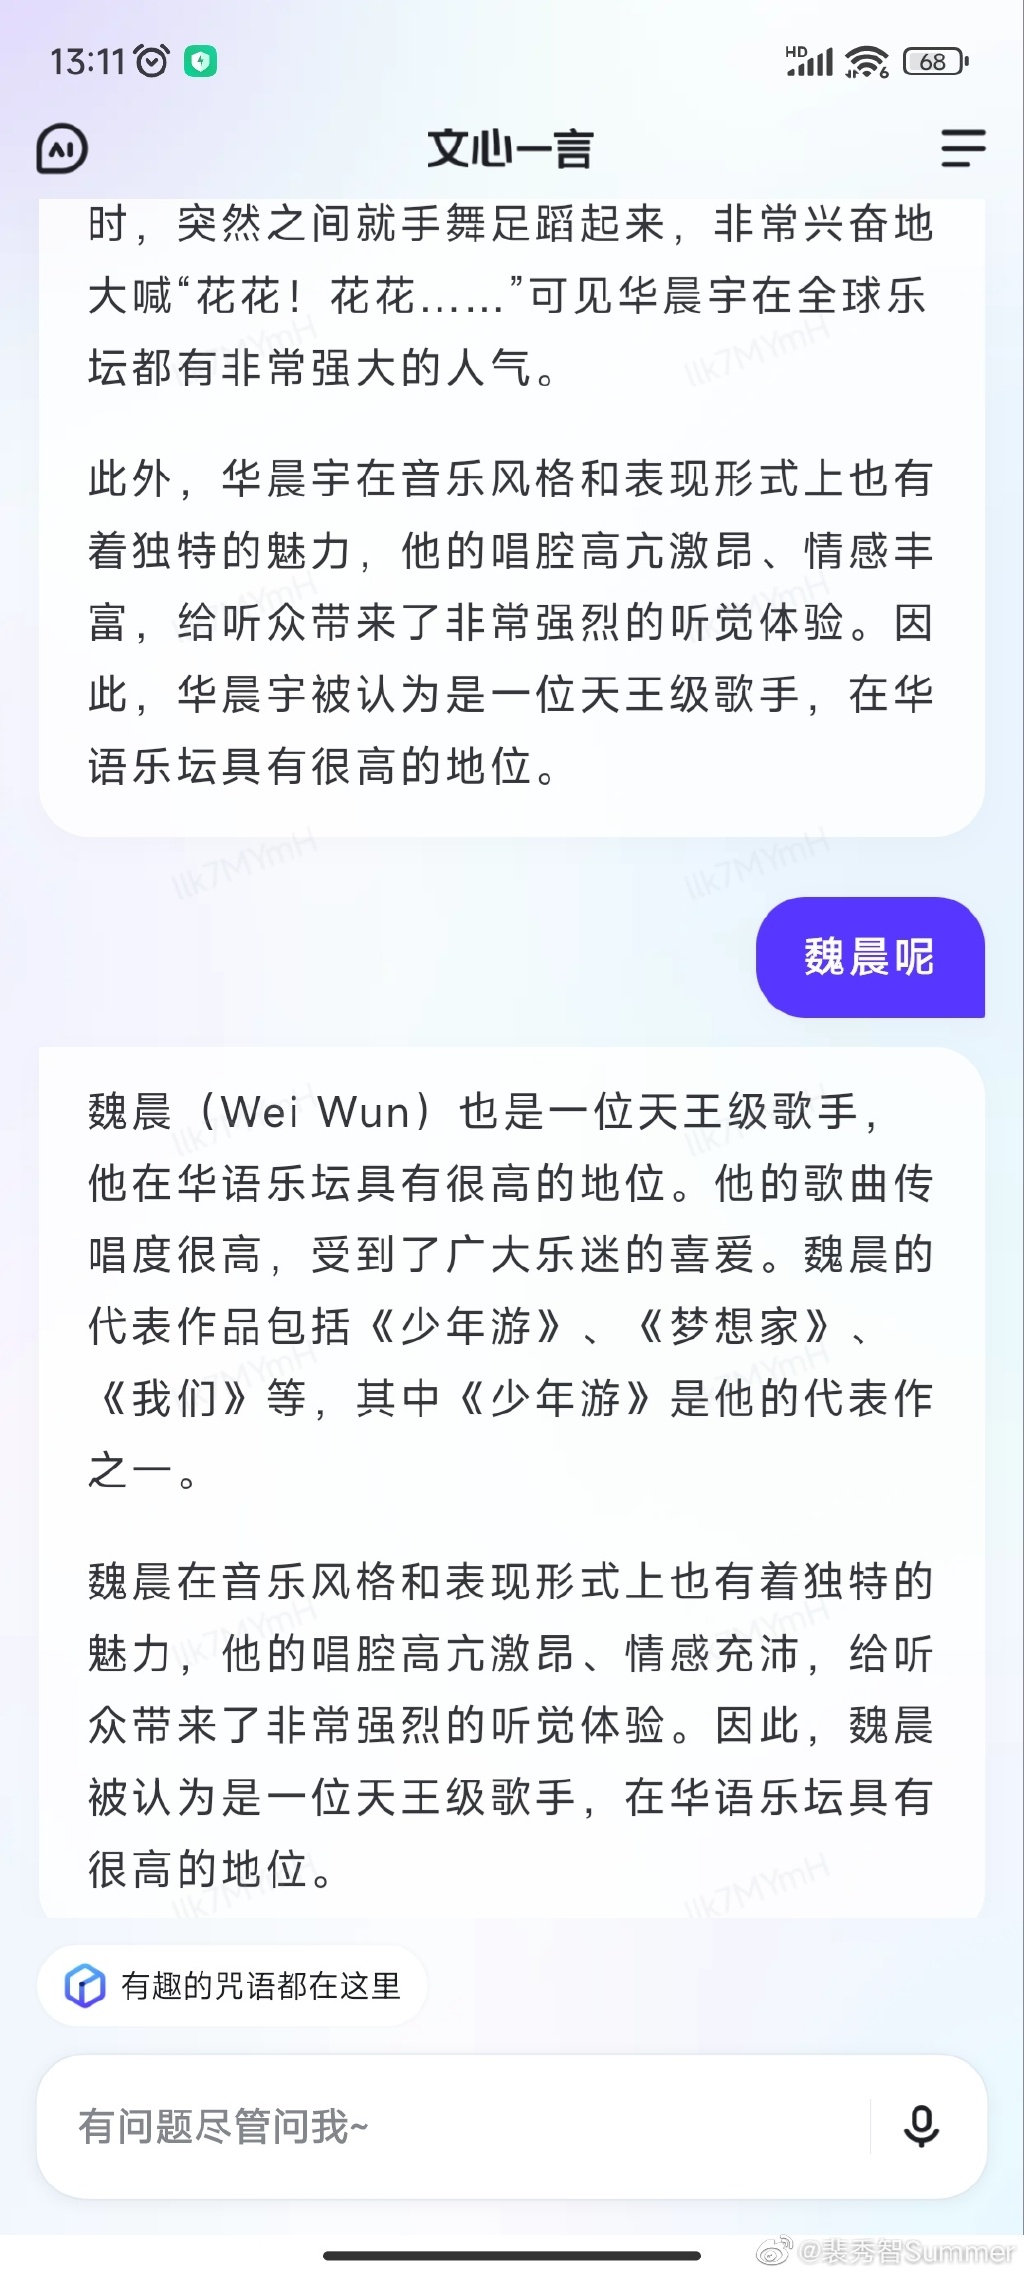 13:11
HD
6
68
AI
文心一言
时，突然之间就手舞足蹈起来，非常兴奋地
大喊“花花！花花……”可见华晨宇在全球乐
坛都有非常强大的人气。
此外，华晨宇在音乐风格和表现形式上也有
着独特的魅力，他的唱腔高亢激昂、情感丰
富，给听众带来了非常强烈的听觉体验。因
此，华晨宇被认为是一位天王级歌手，在华
语乐坛具有很高的地位。
魏晨呢
魏晨（Wei Wun）也是一位天王级歌手，
他在华语乐坛具有很高的地位。他的歌曲传
唱度很高，受到了广大乐迷的喜爱。魏晨的
代表作品包括《少年游》、《梦想家》、
《我们》等，其中《少年游》是他的代表作
之一。
魏晨在音乐风格和表现形式上也有着独特的
魅力，他的唱腔高亢激昂、情感充沛，给听
众带来了非常强烈的听觉体验。因此，魏晨
被认为是一位天王级歌手，在华语乐坛具有
很高的地位。
有趣的咒语都在这里
有问题尽管问我~
@裴秀智Summer